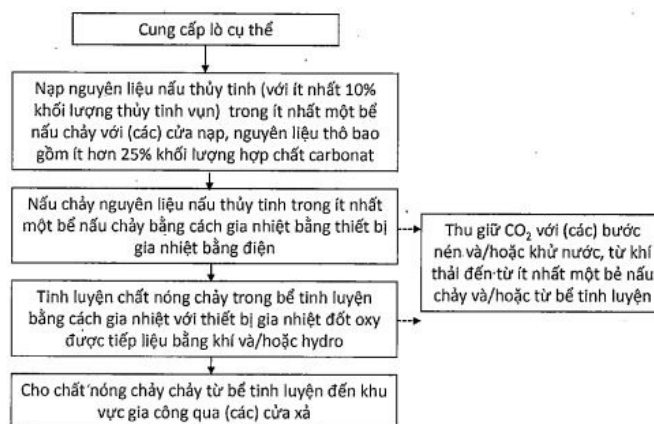 Cung cấp lò cụ thể
Nạp nguyên liệu nấu thủy tinh (với ít nhất 10%
khối lượng thủy tinh vụn) trong ít nhất một bể
nấu chảy với (các) cửa nạp, nguyên liệu thô bao
gồm ít hơn 25% khối lượng hợp chất carbonat
Nấu chảy nguyên liệu nấu thủy tinh trong ít nhất
một bể nấu chảy bằng cách gia nhiệt bằng thiết bị
gia nhiệt bằng điện
Thu giữ CO₂ với (các) bước
nén và/hoặc khử nước, từ khí
thải đến từ ít nhất một bẻ nấu
chảy và/hoặc từ bể tinh luyện
Tinh luyện chất nóng chảy trong bể tinh luyện
bằng cách gia nhiệt với thiết bị gia nhiệt đốt oxy
được tiếp liệu bằng khí và/hoặc hydro
Cho chất nóng chảy chảy từ bể tinh luyện đến khu
vực gia công qua (các) cửa xả